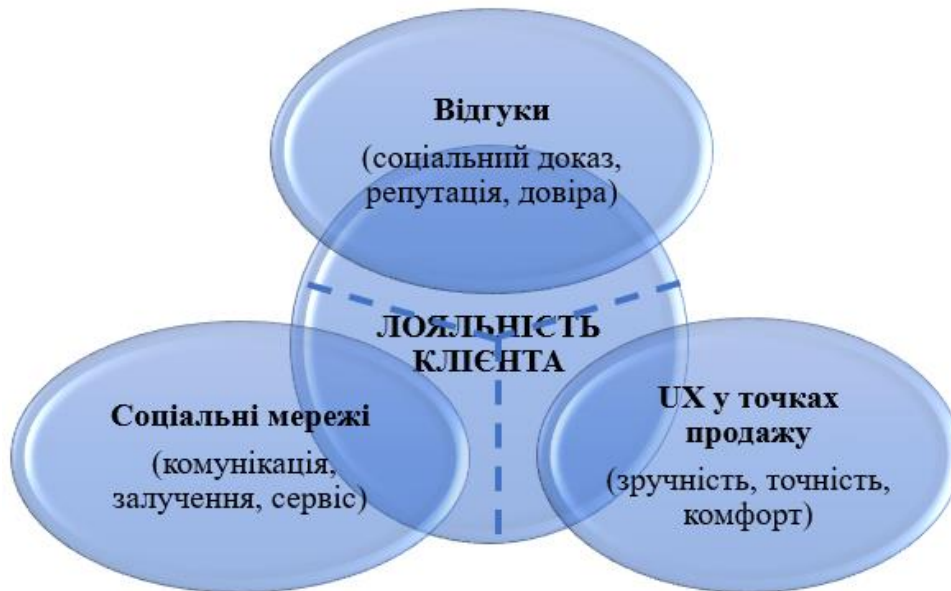 Відгуки
(соціальний доказ,
репутація, довіра)
ЛОЯЛЬНІСТЬ
КЛІЄНТА
Соціальні мережі
(комунікація,
залучення, сервіс)
UX у точках
продажу
(зручність, точність,
комфорт)